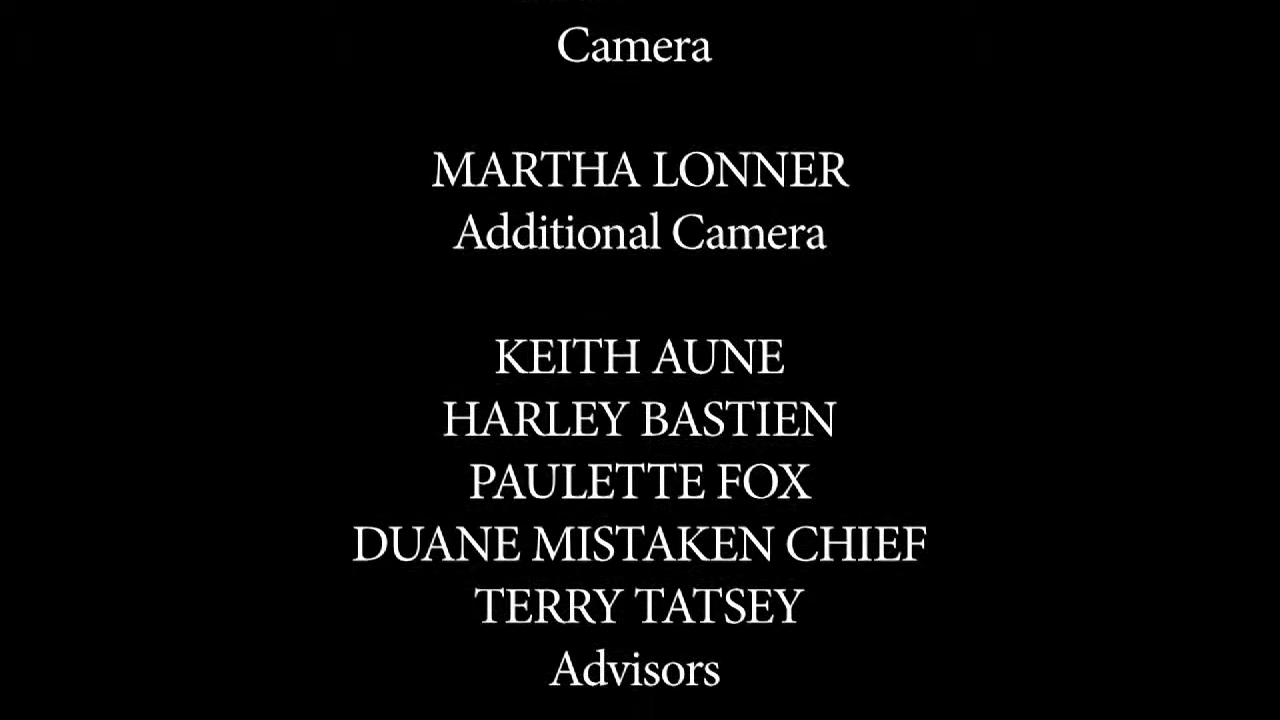 Camera
MARTHA LONNER
Additional Camera
KEITH AUNE
HARLEY BASTIEN
PAULETTE FOX
DUANE MISTAKEN CHIEF
TERRY TATSEY
Advisors